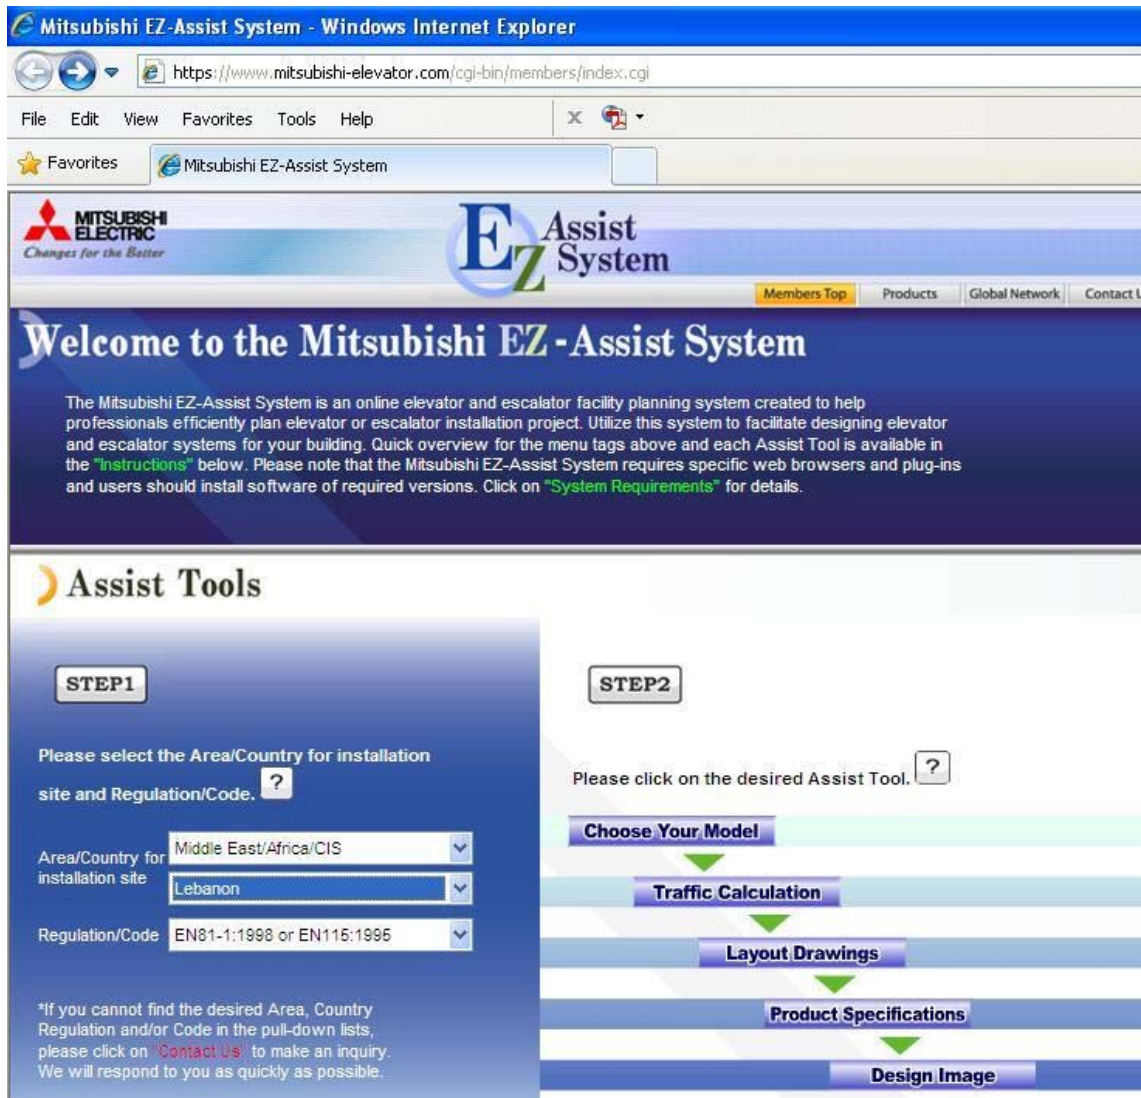 Mitsubishi EZ-Assist System - Windows Internet Explorer
https://www.mitsubishi-elevator.com/cgi-bin/members/index.cgi
File Edit View Favorites Tools Help
Favorites Mitsubishi EZ-Assist System
MITSUBISHI
ELECTRIC
Changes for the Better
EZ Assist
System
Members Top Products Global Network Contact U
Welcome to the Mitsubishi EZ-Assist System
The Mitsubishi EZ-Assist System is an online elevator and escalator facility planning system created to help
professionals efficiently plan elevator or escalator installation project. Utilize this system to facilitate designing elevator
and escalator systems for your building. Quick overview for the menu tags above and each Assist Tool is available in
the "Instructions" below. Please note that the Mitsubishi EZ-Assist System requires specific web browsers and plug-ins
and users should install software of required versions. Click on "System Requirements" for details.
Assist Tools
STEP1
Please select the Area/Country for installation
site and Regulation/Code. ?
Area/Country for
installation site
Middle East/Africa/CIS
Lebanon
Regulation/Code EN81-1:1998 or EN115:1995
*If you cannot find the desired Area, Country
Regulation and/or Code in the pull-down lists,
please click on "Contact Us" to make an inquiry.
We will respond to you as quickly as possible.
STEP2
Please click on the desired Assist Tool. ?
Choose Your Model
Traffic Calculation
Layout Drawings
Product Specifications
Design Image